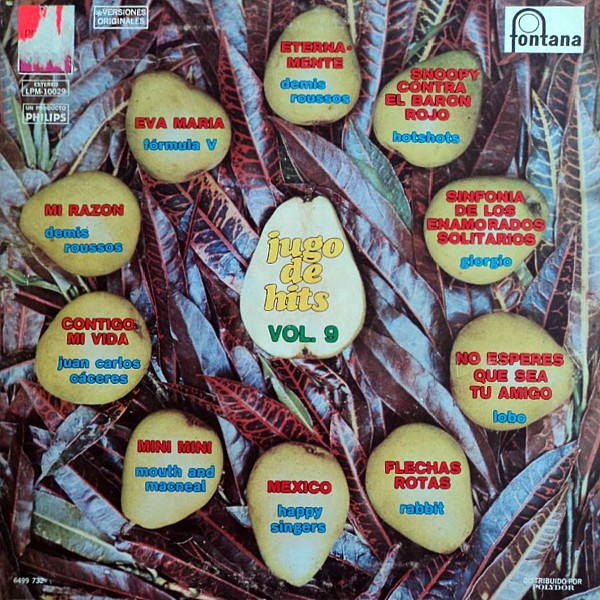 VERSIONES
ORIGINALES
ESTEREO
LPM-10029
UN PRODUCTO
PHILIPS
fontana
ETERNA-
MENTE
demis
roussos
SNOOPY
CONTRA
EL BARON
ROJO
hotshots
EVA MARIA
fórmula V
MI RAZON
demis
roussos
SINFONIA
DE LOS
ENAMORADOS
SOLITARIOS
giorgio
jugo
de
hits
VOL. 9
CONTIGO
MI VIDA
juan carlos
cáceres
NO ESPERES
QUE SEA
TU AMIGO
lobo
MINI MINI
mouth and
macneal
MEXICO
happy
singers
FLECHAS
ROTAS
rabbit
6499 732
DISTRIBUIDO POR
POLYDOR